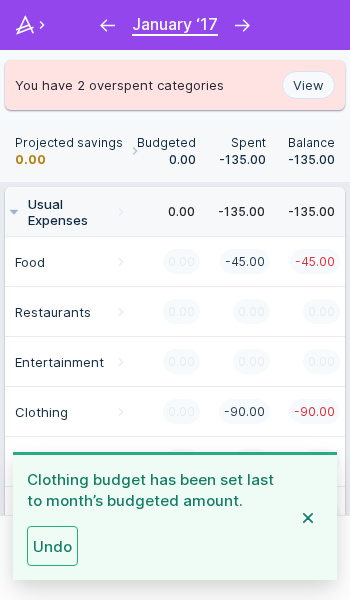 January ‘17
You have 2 overspent categories
View
Projected savings Budgeted Spent Balance
0.00 0.00 -135.00 -135.00
Usual
Expenses 0.00 -135.00 -135.00
Food 0.00 -45.00 -45.00
Restaurants 0.00 0.00 0.00
Entertainment 0.00 0.00 0.00
Clothing 0.00 -90.00 -90.00
Clothing budget has been set last
to month’s budgeted amount.
Undo